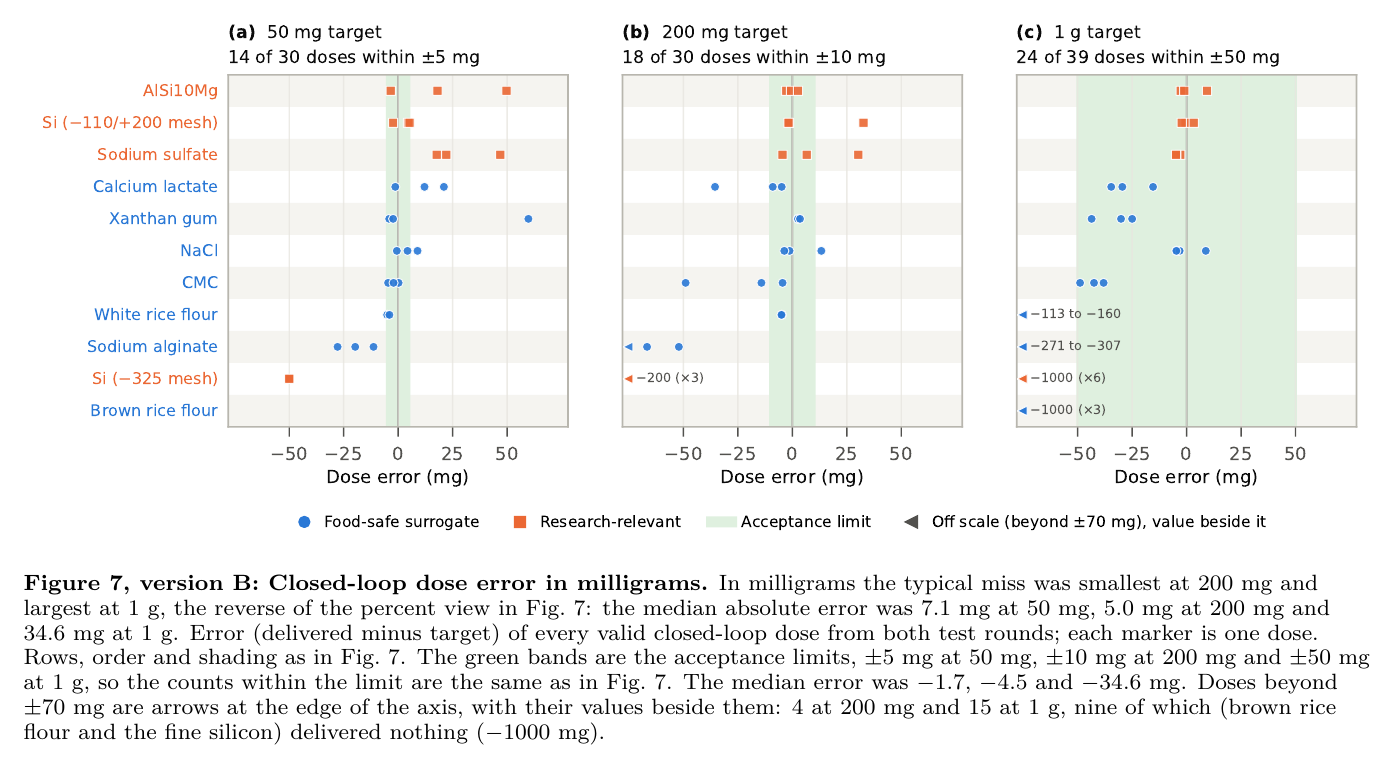 (a) 50 mg target
14 of 30 doses within ±5 mg
(b) 200 mg target
18 of 30 doses within ±10 mg
(c) 1 g target
24 of 39 doses within ±50 mg
AlSi10Mg
Si (−110/+200 mesh)
Sodium sulfate
Calcium lactate
Xanthan gum
NaCl
CMC
White rice flour
Sodium alginate
Si (−325 mesh)
Brown rice flour
−200 (×3)
−113 to −160
−271 to −307
−1000 (×6)
−1000 (×3)
−50 −25 0 25 50
−50 −25 0 25 50
−50 −25 0 25 50
Dose error (mg)
Dose error (mg)
Dose error (mg)
Food-safe surrogate
Research-relevant
Acceptance limit
Off scale (beyond ±70 mg), value beside it
Figure 7, version B: Closed-loop dose error in milligrams. In milligrams the typical miss was smallest at 200 mg and
largest at 1 g, the reverse of the percent view in Fig. 7: the median absolute error was 7.1 mg at 50 mg, 5.0 mg at 200 mg and
34.6 mg at 1 g. Error (delivered minus target) of every valid closed-loop dose from both test rounds; each marker is one dose.
Rows, order and shading as in Fig. 7. The green bands are the acceptance limits, ±5 mg at 50 mg, ±10 mg at 200 mg and ±50 mg
at 1 g, so the counts within the limit are the same as in Fig. 7. The median error was −1.7, −4.5 and −34.6 mg. Doses beyond
±70 mg are arrows at the edge of the axis, with their values beside them: 4 at 200 mg and 15 at 1 g, nine of which (brown rice
flour and the fine silicon) delivered nothing (−1000 mg).